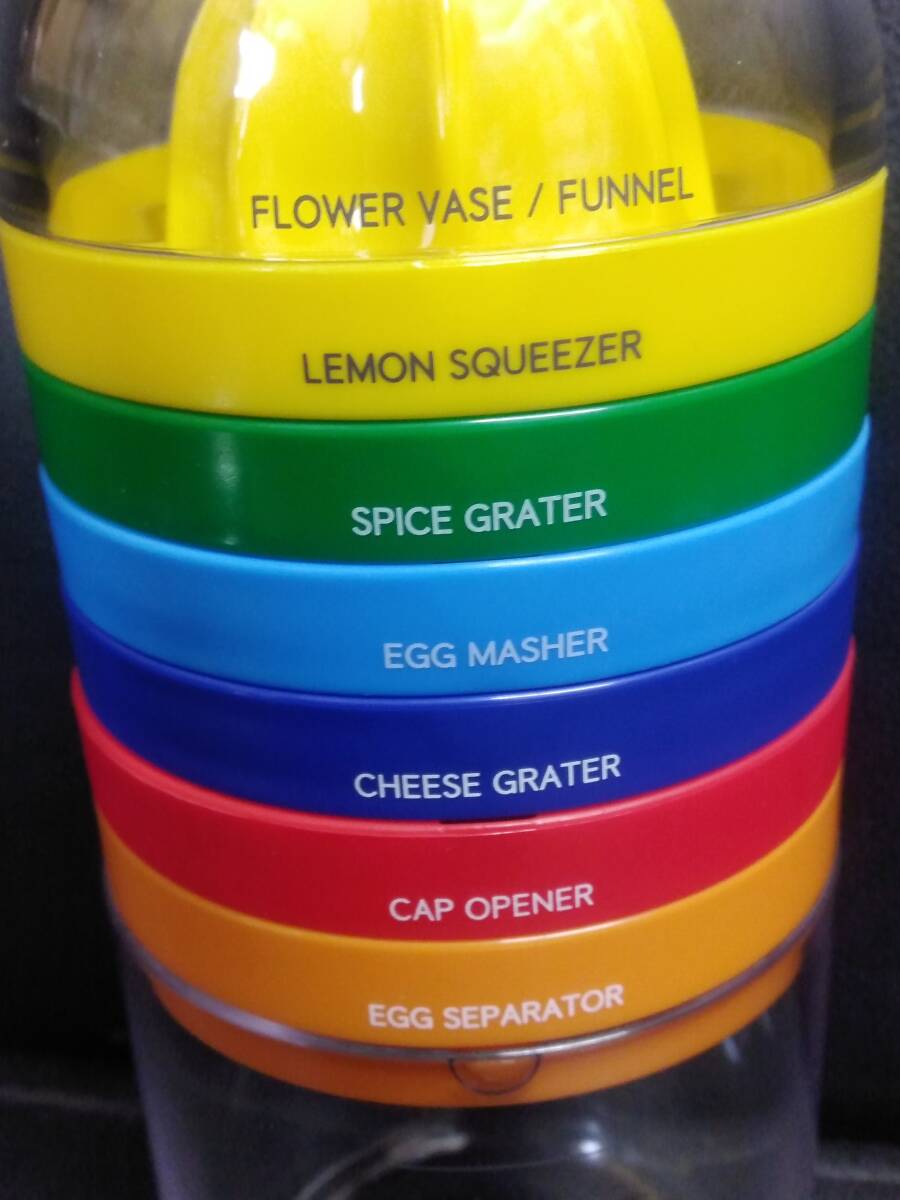 FLOWER VASE / FUNNEL
LEMON SQUEEZER
SPICE GRATER
EGG MASHER
CHEESE GRATER
CAP OPENER
EGG SEPARATOR